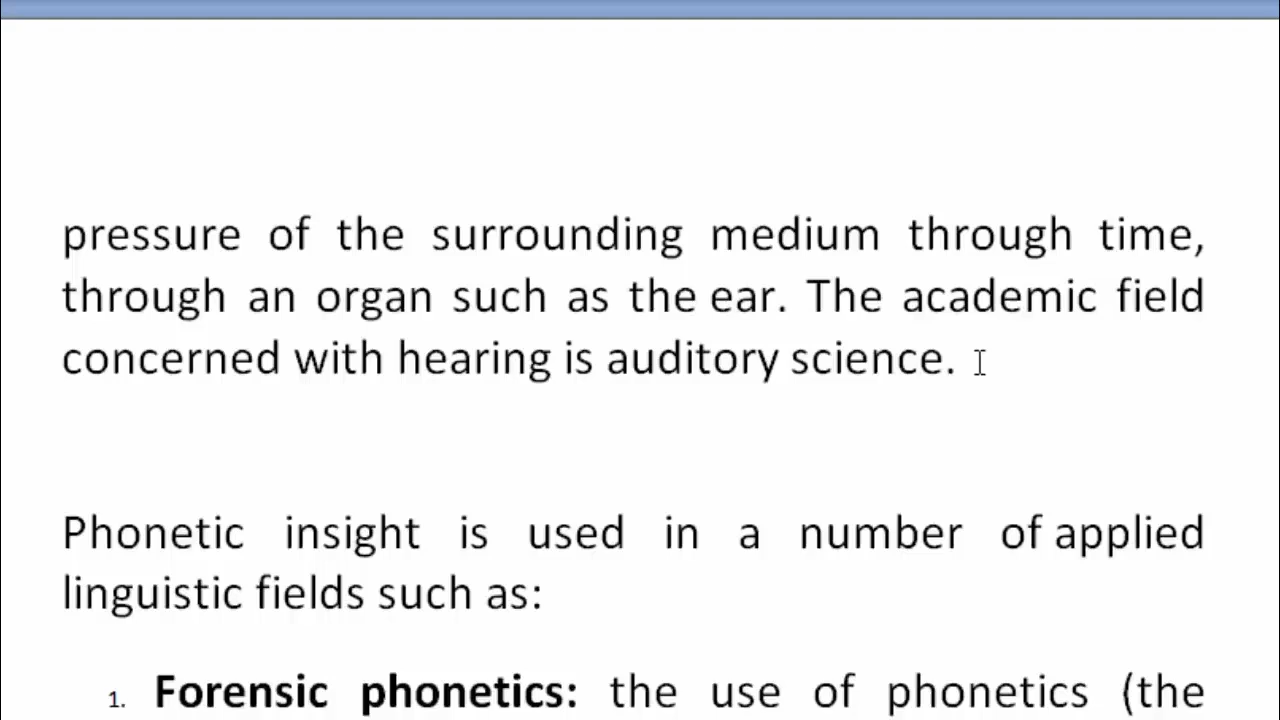 pressure of the surrounding medium through time,
through an organ such as the ear. The academic field
concerned with hearing is auditory science.
Phonetic insight is used in a number of applied
linguistic fields such as:
1. Forensic phonetics: the use of phonetics (the